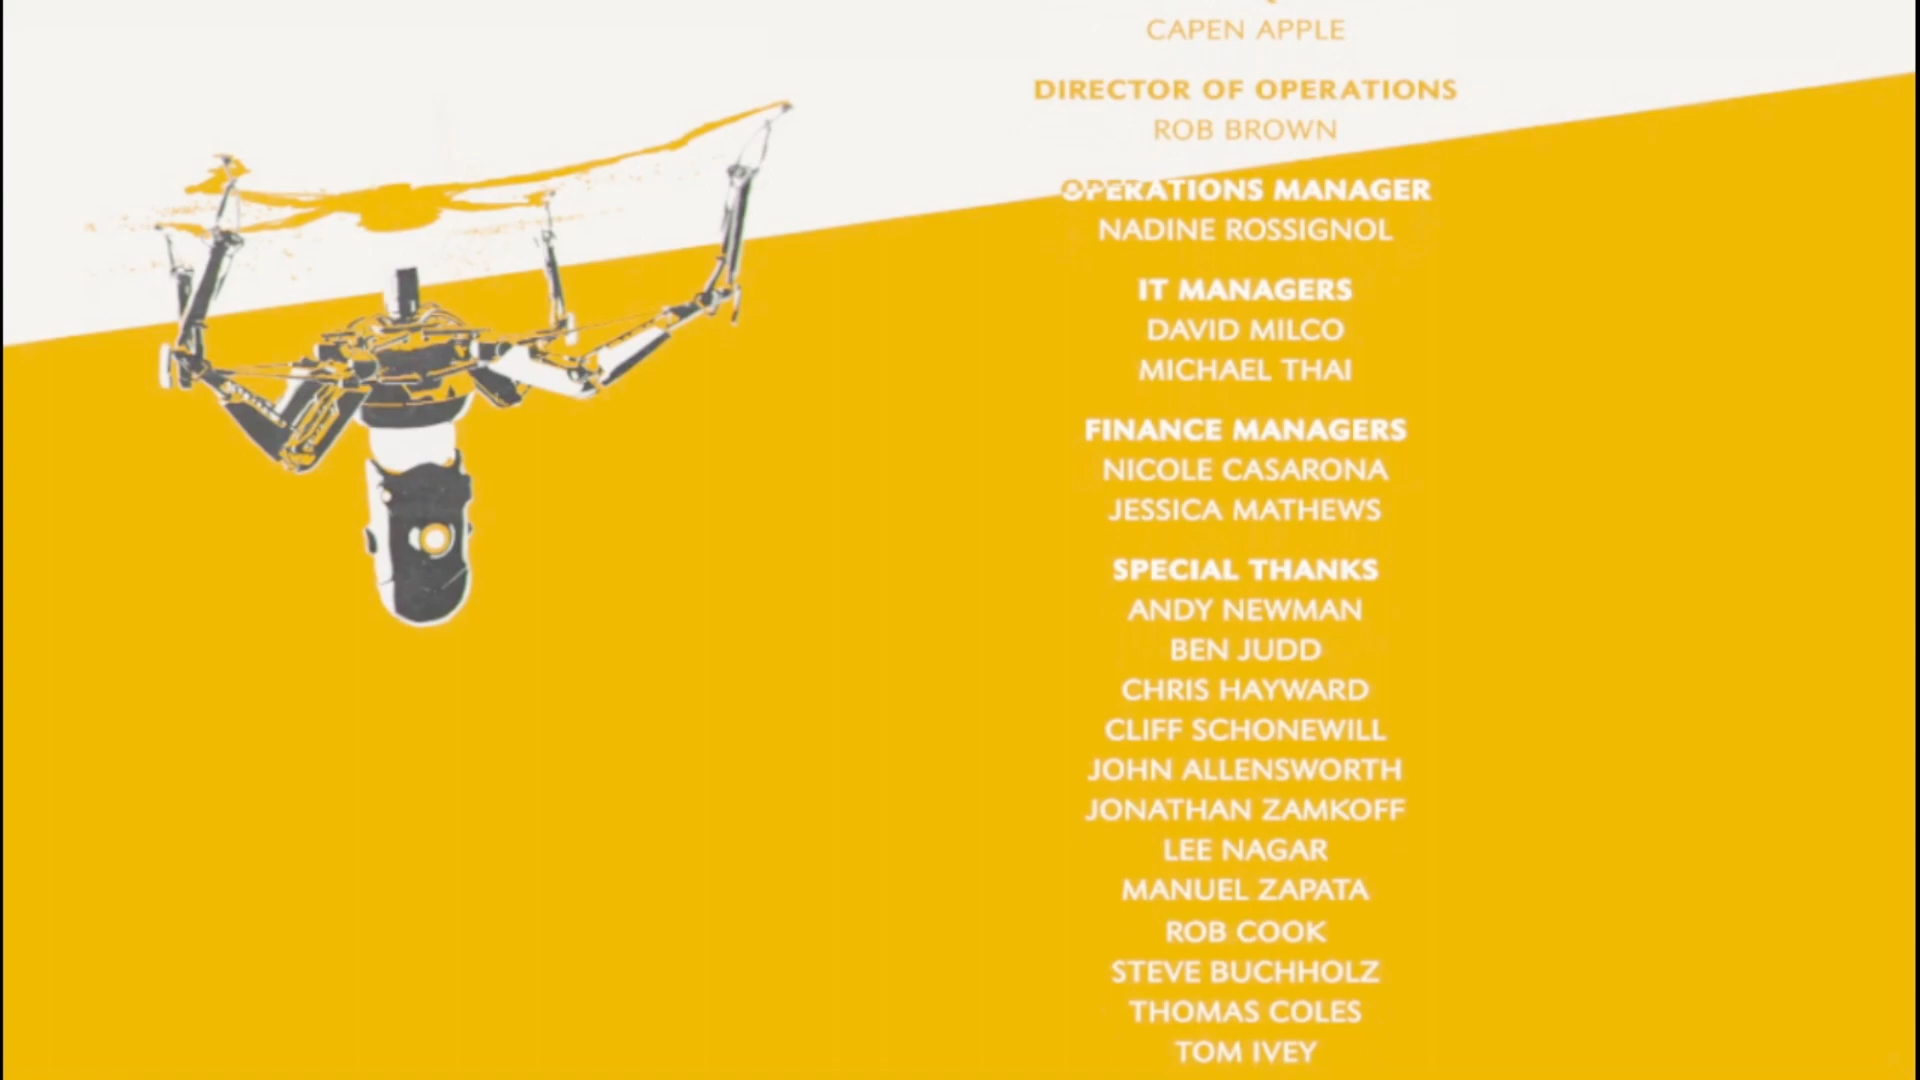 CAPEN APPLE
DIRECTOR OF OPERATIONS
ROB BROWN
OPERATIONS MANAGER
NADINE ROSSIGNOL
IT MANAGERS
DAVID MILCO
MICHAEL THAI
FINANCE MANAGERS
NICOLE CASARONA
JESSICA MATHEWS
SPECIAL THANKS
ANDY NEWMAN
BEN JUDD
CHRIS HAYWARD
CLIFF SCHONEWILL
JOHN ALLENSWORTH
JONATHAN ZAMKOFF
LEE NAGAR
MANUEL ZAPATA
ROB COOK
STEVE BUCHHOLZ
THOMAS COLES
TOM IVEY